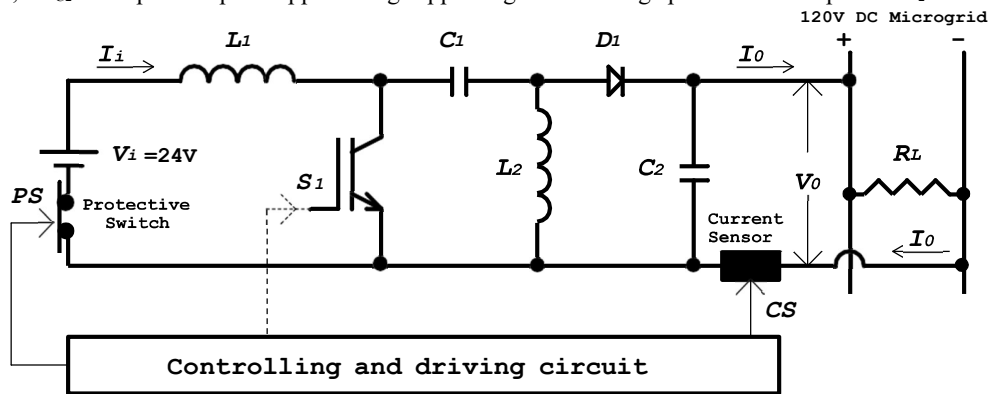 120V DC Microgrid
+ −
Ii
L1
C1
D1
I0
Vi =24V
S1
L2
C2
V0
RL
PS
Protective
Switch
Current
Sensor
I0
CS
Controlling and driving circuit